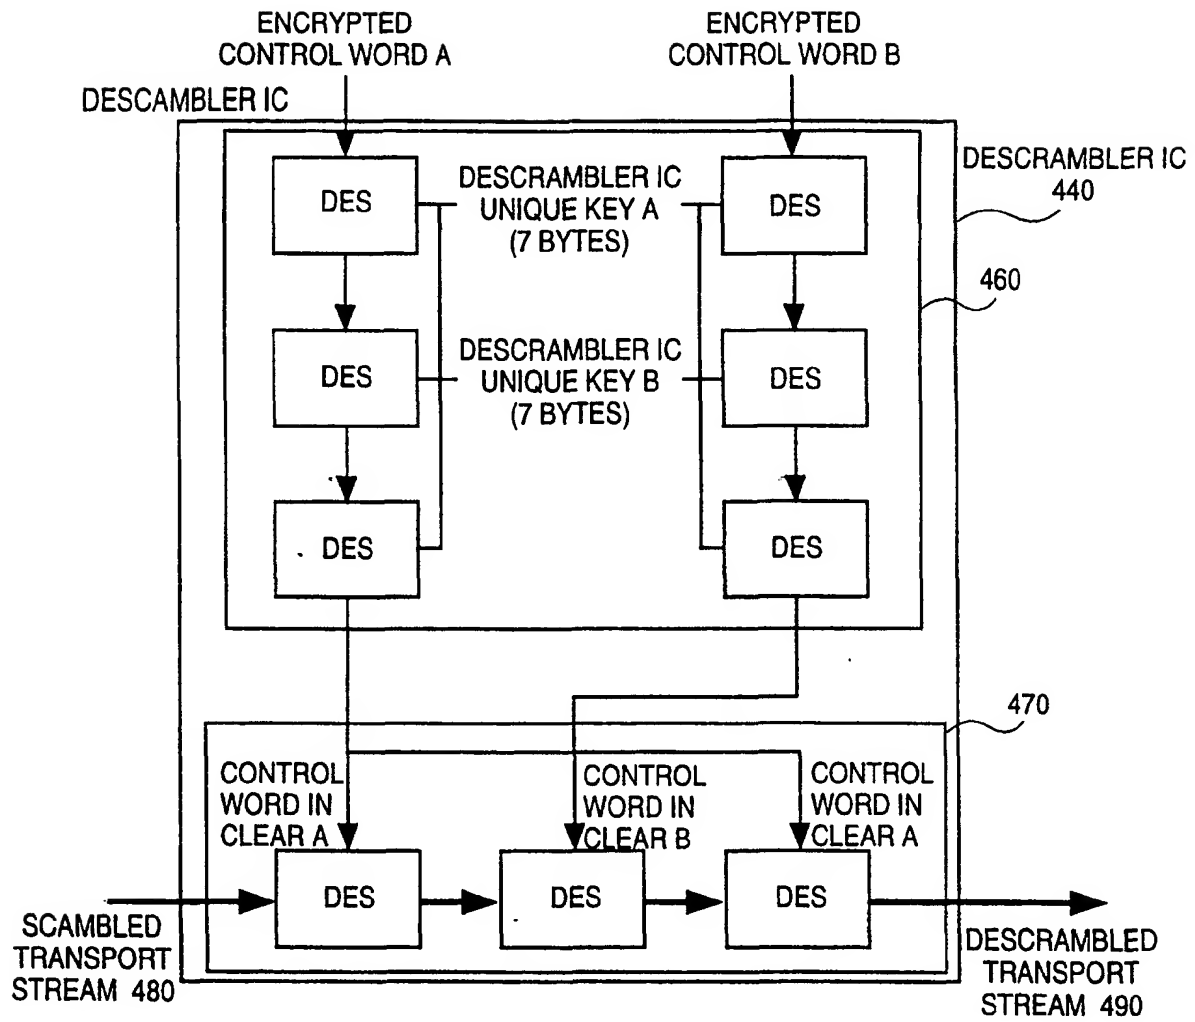 ENCRYPTED
CONTROL WORD A
ENCRYPTED
CONTROL WORD B
DESCAMBLER IC
DESCRAMBLER IC
440
DES
DESCRAMBLER IC
UNIQUE KEY A
(7 BYTES)
DES
460
DES
DESCRAMBLER IC
UNIQUE KEY B
(7 BYTES)
DES
DES
DES
470
CONTROL
WORD IN
CLEAR A
CONTROL
WORD IN
CLEAR B
CONTROL
WORD IN
CLEAR A
DES
DES
DES
SCAMBLED
TRANSPORT
STREAM 480
DESCRAMBLED
TRANSPORT
STREAM 490